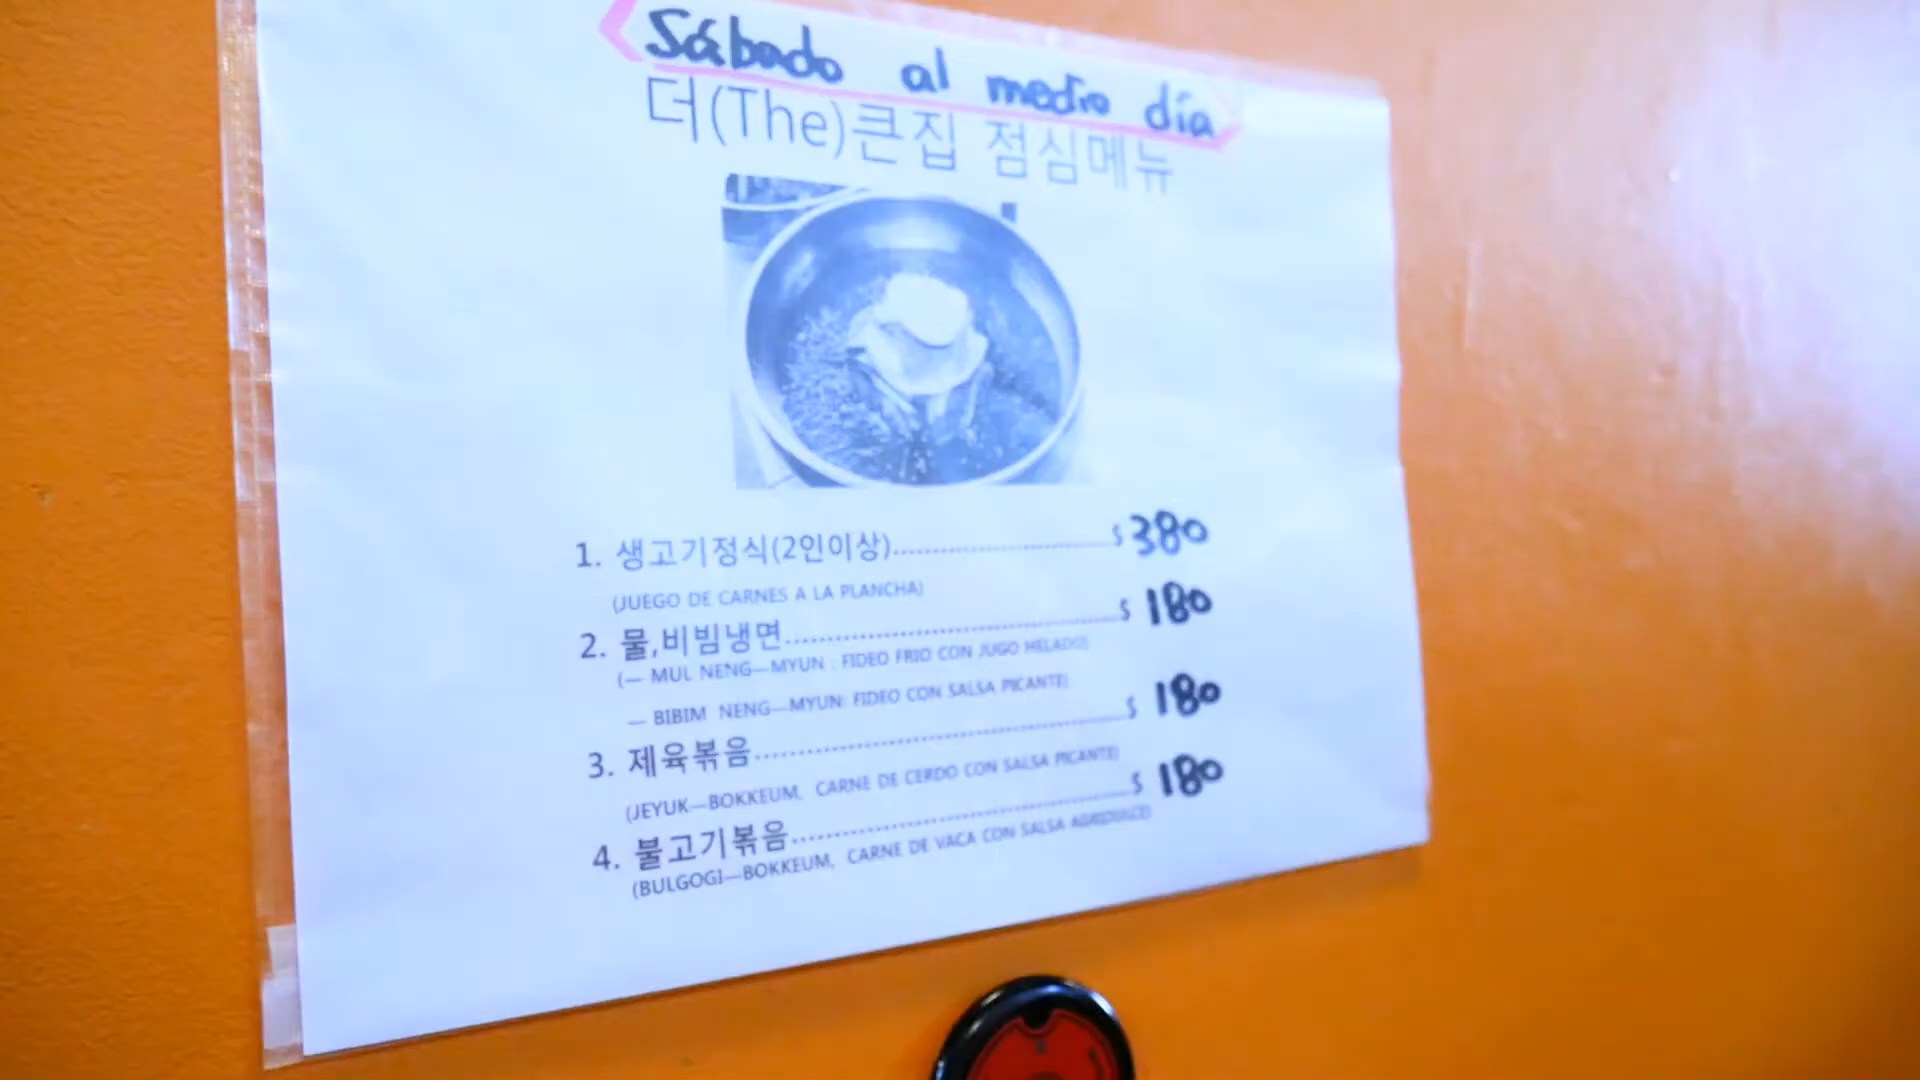 Sábado al medio día
더(The)큰집 점심메뉴
1. 생고기정식(2인이상)....................$ 380
(JUEGO DE CARNES A LA PLANCHA)
2. 물,비빔냉면....................$ 180
(— MUL NENG—MYUN : FIDEO FRIO CON JUGO HELADO)
— BIBIM NENG—MYUN: FIDEO CON SALSA PICANTE)
3. 제육볶음....................$ 180
(JEYUK—BOKKEUM, CARNE DE CERDO CON SALSA PICANTE)
4. 불고기볶음....................$ 180
(BULGOGI—BOKKEUM, CARNE DE VACA CON SALSA AGRIDULCE)